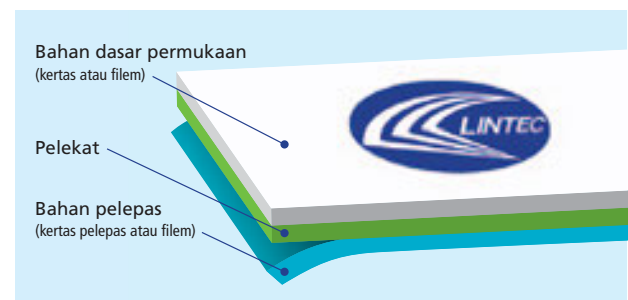 Bahan dasar permukaan
(kertas atau filem)
LINTEC
Pelekat
Bahan pelepas
(kertas pelepas atau filem)